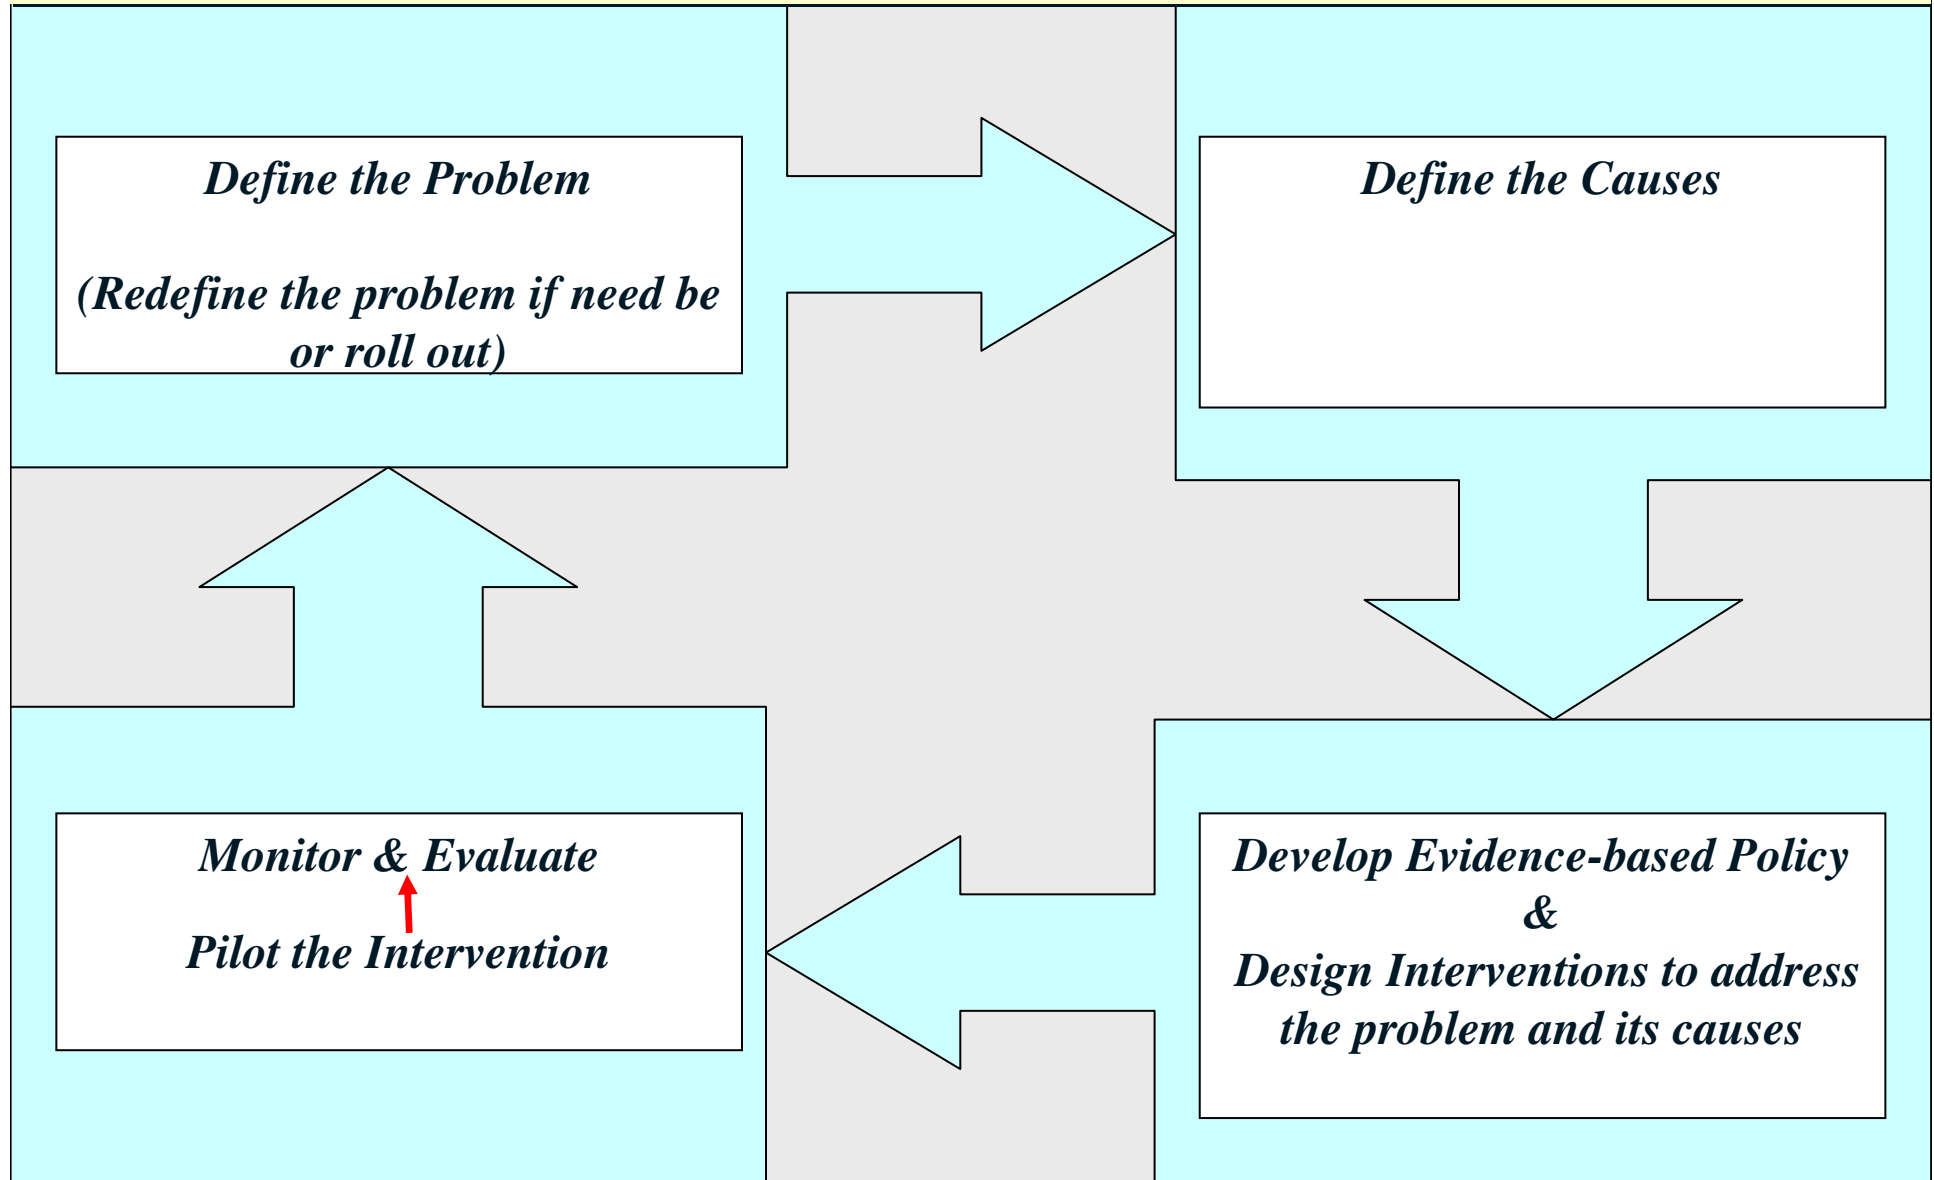 Define the Problem
(Redefine the problem if need be
or roll out)
Define the Causes
Monitor & Evaluate
Pilot the Intervention
Develop Evidence-based Policy
&
Design Interventions to address
the problem and its causes